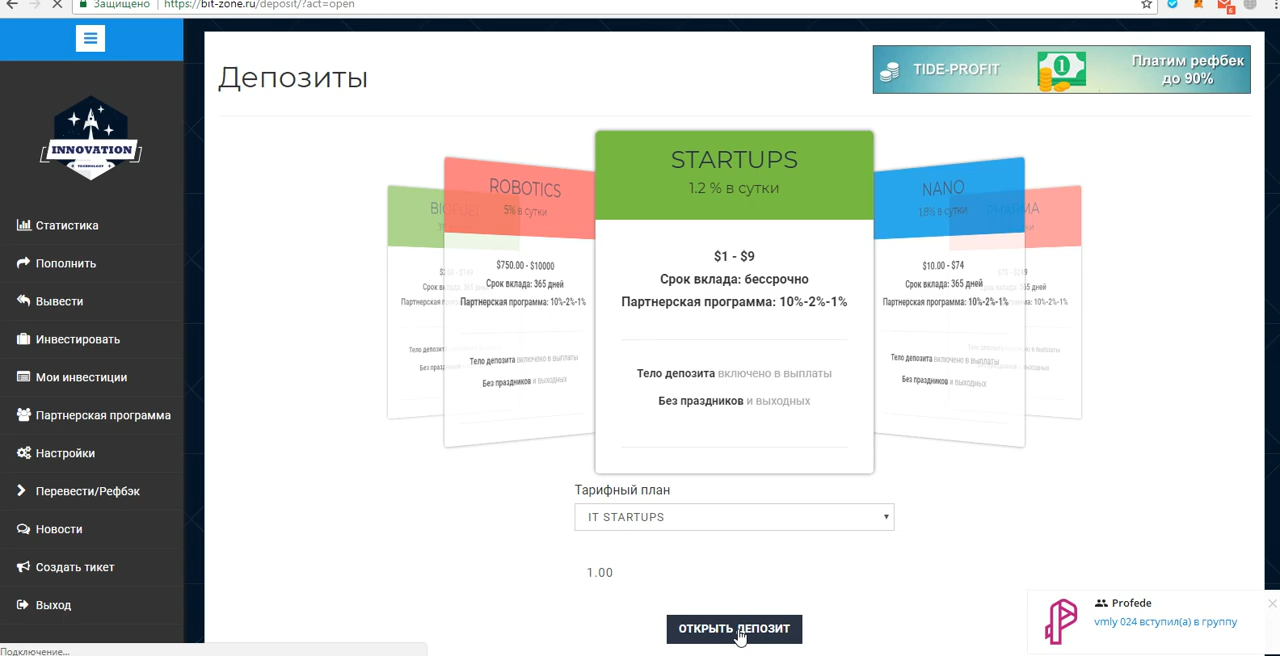 Защищено
https://bit-zone.ru/deposit/?act=open
6
INNOVATION
TECHNOLOGY
Статистика
Пополнить
Вывести
Инвестировать
Мои инвестиции
Партнерская программа
Настройки
Перевести/Рефбэк
Новости
Создать тикет
Выход
Депозиты
TIDE-PROFIT
1
Платим рефбек
до 90%
ROBOTICS
5% в сутки
$750.00 - $10000
Срок вклада: 365 дней
Партнерская программа: 10%-2%-1%
Тело депозита включено в выплаты
Без праздников и выходных
STARTUPS
1.2 % в сутки
$1 - $9
Срок вклада: бессрочно
Партнерская программа: 10%-2%-1%
Тело депозита включено в выплаты
Без праздников и выходных
NANO
1.8% в сутки
$10.00 - $74
Срок вклада: 365 дней
Партнерская программа: 10%-2%-1%
Тело депозита включено в выплаты
Без праздников и выходных
PHARMA
Тарифный план
IT STARTUPS
1.00
ОТКРЫТЬ ДЕПОЗИТ
Profede
vmly 024 вступил(а) в группу
Подключение...